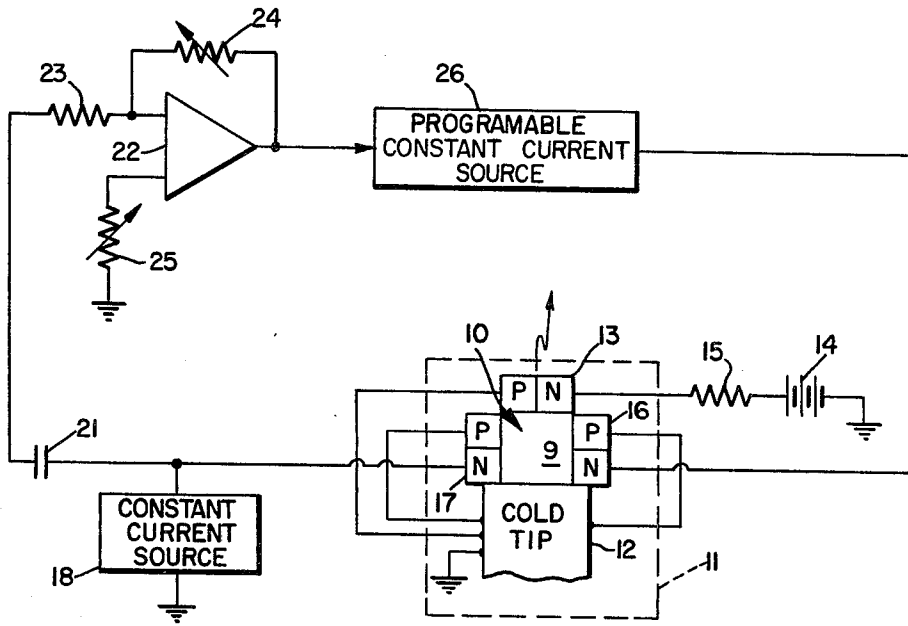 24
23
26
22
PROGRAMABLE
CONSTANT CURRENT
SOURCE
25
10
13
15
14
P N
16
21
P
9
P
N
N
17
CONSTANT
CURRENT
SOURCE
18
COLD
TIP
12
11